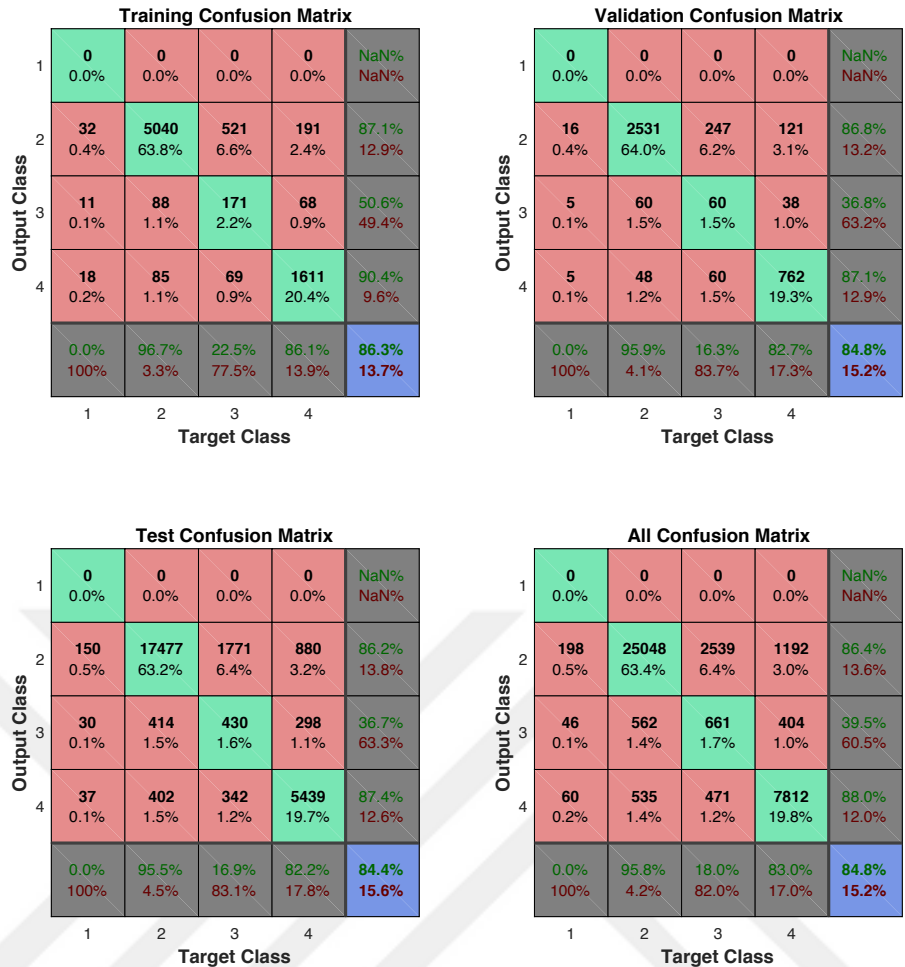 Training Confusion Matrix
1 0 0 0 0 NaN%
0.0% 0.0% 0.0% 0.0% NaN%
2 32 5040 521 191 87.1%
0.4% 63.8% 6.6% 2.4% 12.9%
3 11 88 171 68 50.6%
0.1% 1.1% 2.2% 0.9% 49.4%
4 18 85 69 1611 90.4%
0.2% 1.1% 0.9% 20.4% 9.6%
0.0% 96.7% 22.5% 86.1% 86.3%
100% 3.3% 77.5% 13.9% 13.7%
1 2 3 4
Target Class
Output Class
Validation Confusion Matrix
1 0 0 0 0 NaN%
0.0% 0.0% 0.0% 0.0% NaN%
2 16 2531 247 121 86.8%
0.4% 64.0% 6.2% 3.1% 13.2%
3 5 60 60 38 36.8%
0.1% 1.5% 1.5% 1.0% 63.2%
4 5 48 60 762 87.1%
0.1% 1.2% 1.5% 19.3% 12.9%
0.0% 95.9% 16.3% 82.7% 84.8%
100% 4.1% 83.7% 17.3% 15.2%
1 2 3 4
Target Class
Output Class
Test Confusion Matrix
1 0 0 0 0 NaN%
0.0% 0.0% 0.0% 0.0% NaN%
2 150 17477 1771 880 86.2%
0.5% 63.2% 6.4% 3.2% 13.8%
3 30 414 430 298 36.7%
0.1% 1.5% 1.6% 1.1% 63.3%
4 37 402 342 5439 87.4%
0.1% 1.5% 1.2% 19.7% 12.6%
0.0% 95.5% 16.9% 82.2% 84.4%
100% 4.5% 83.1% 17.8% 15.6%
1 2 3 4
Target Class
Output Class
All Confusion Matrix
1 0 0 0 0 NaN%
0.0% 0.0% 0.0% 0.0% NaN%
2 198 25048 2539 1192 86.4%
0.5% 63.4% 6.4% 3.0% 13.6%
3 46 562 661 404 39.5%
0.1% 1.4% 1.7% 1.0% 60.5%
4 60 535 471 7812 88.0%
0.2% 1.4% 1.2% 19.8% 12.0%
0.0% 95.8% 18.0% 83.0% 84.8%
100% 4.2% 82.0% 17.0% 15.2%
1 2 3 4
Target Class
Output Class